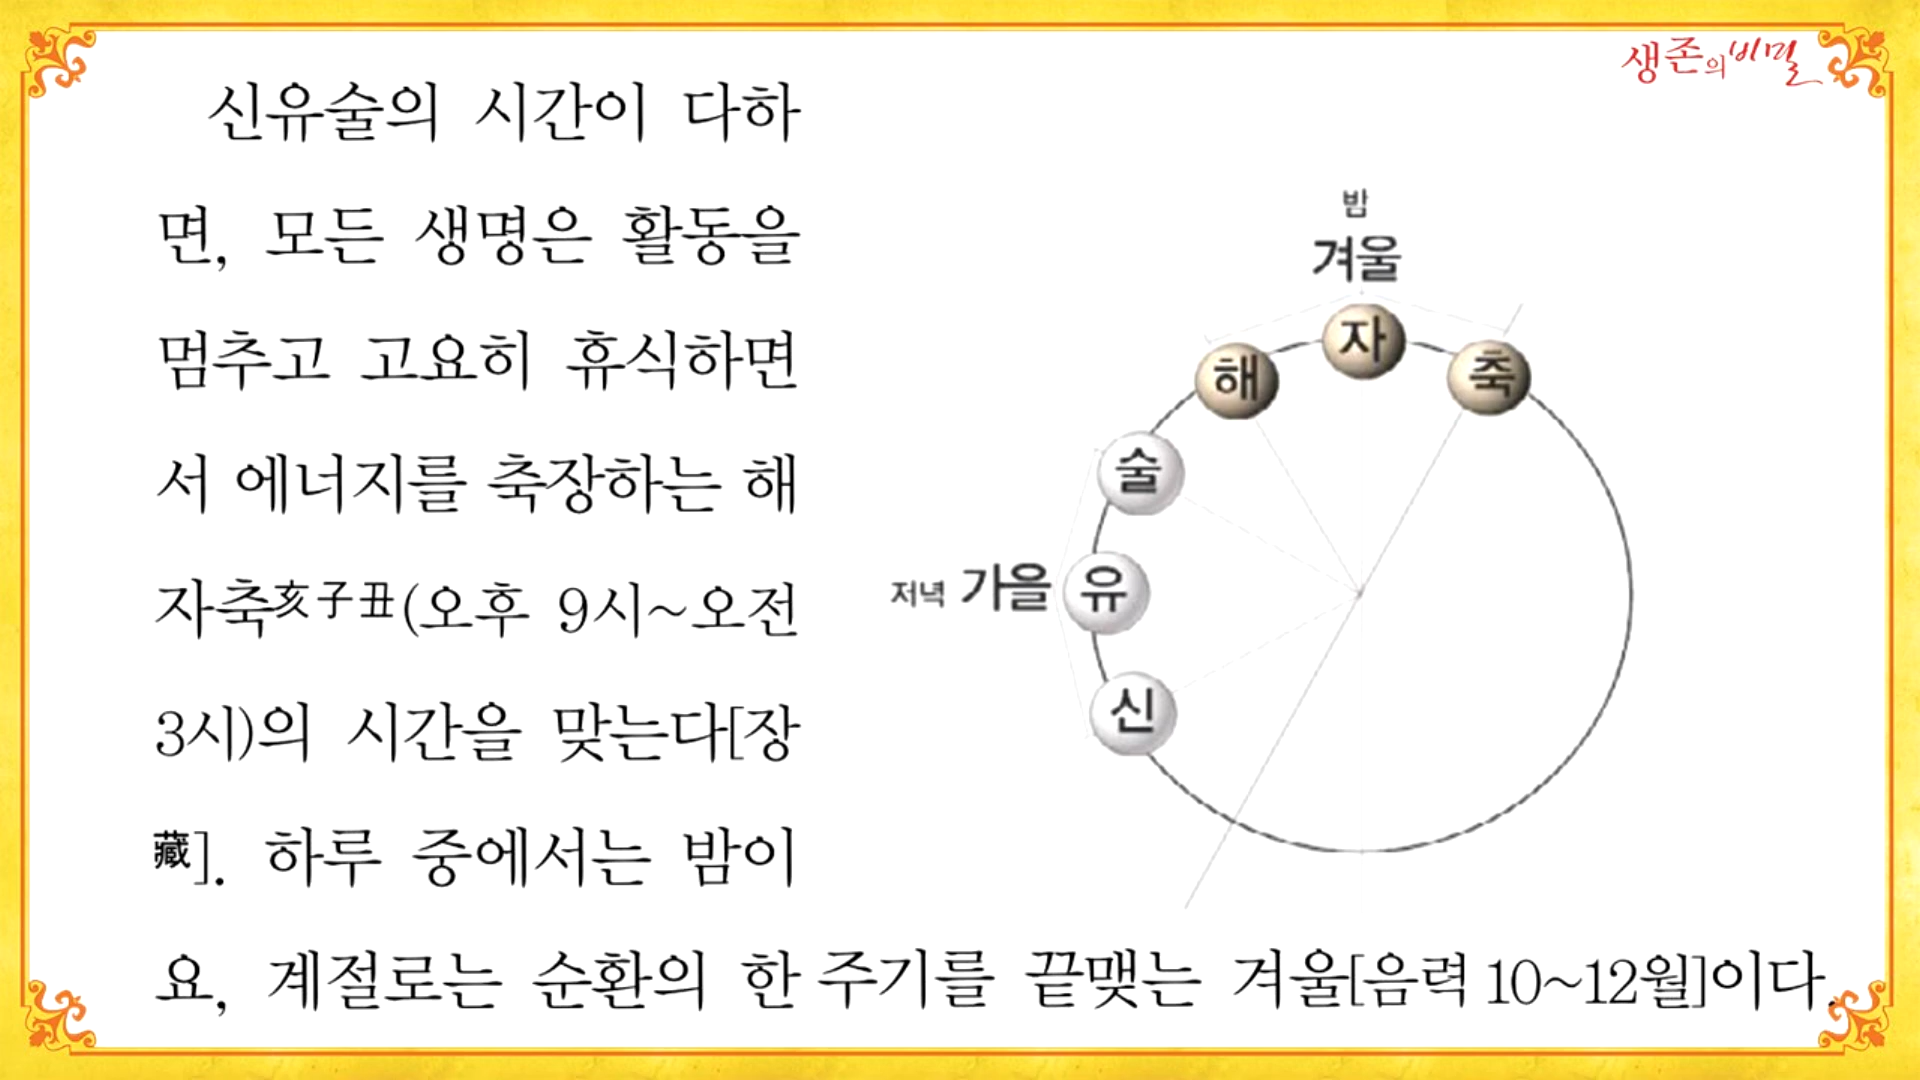 생존의 비밀
신유술의 시간이 다하
면, 모든 생명은 활동을
멈추고 고요히 휴식하면
서 에너지를 축장하는 해
자축亥子丑(오후 9시~오전
3시)의 시간을 맞는다[장
藏]. 하루 중에서는 밤이
요, 계절로는 순환의 한 주기를 끝맺는 겨울[음력 10~12월]이다.
밤
겨울
자
해
축
술
저녁 가을 유
신